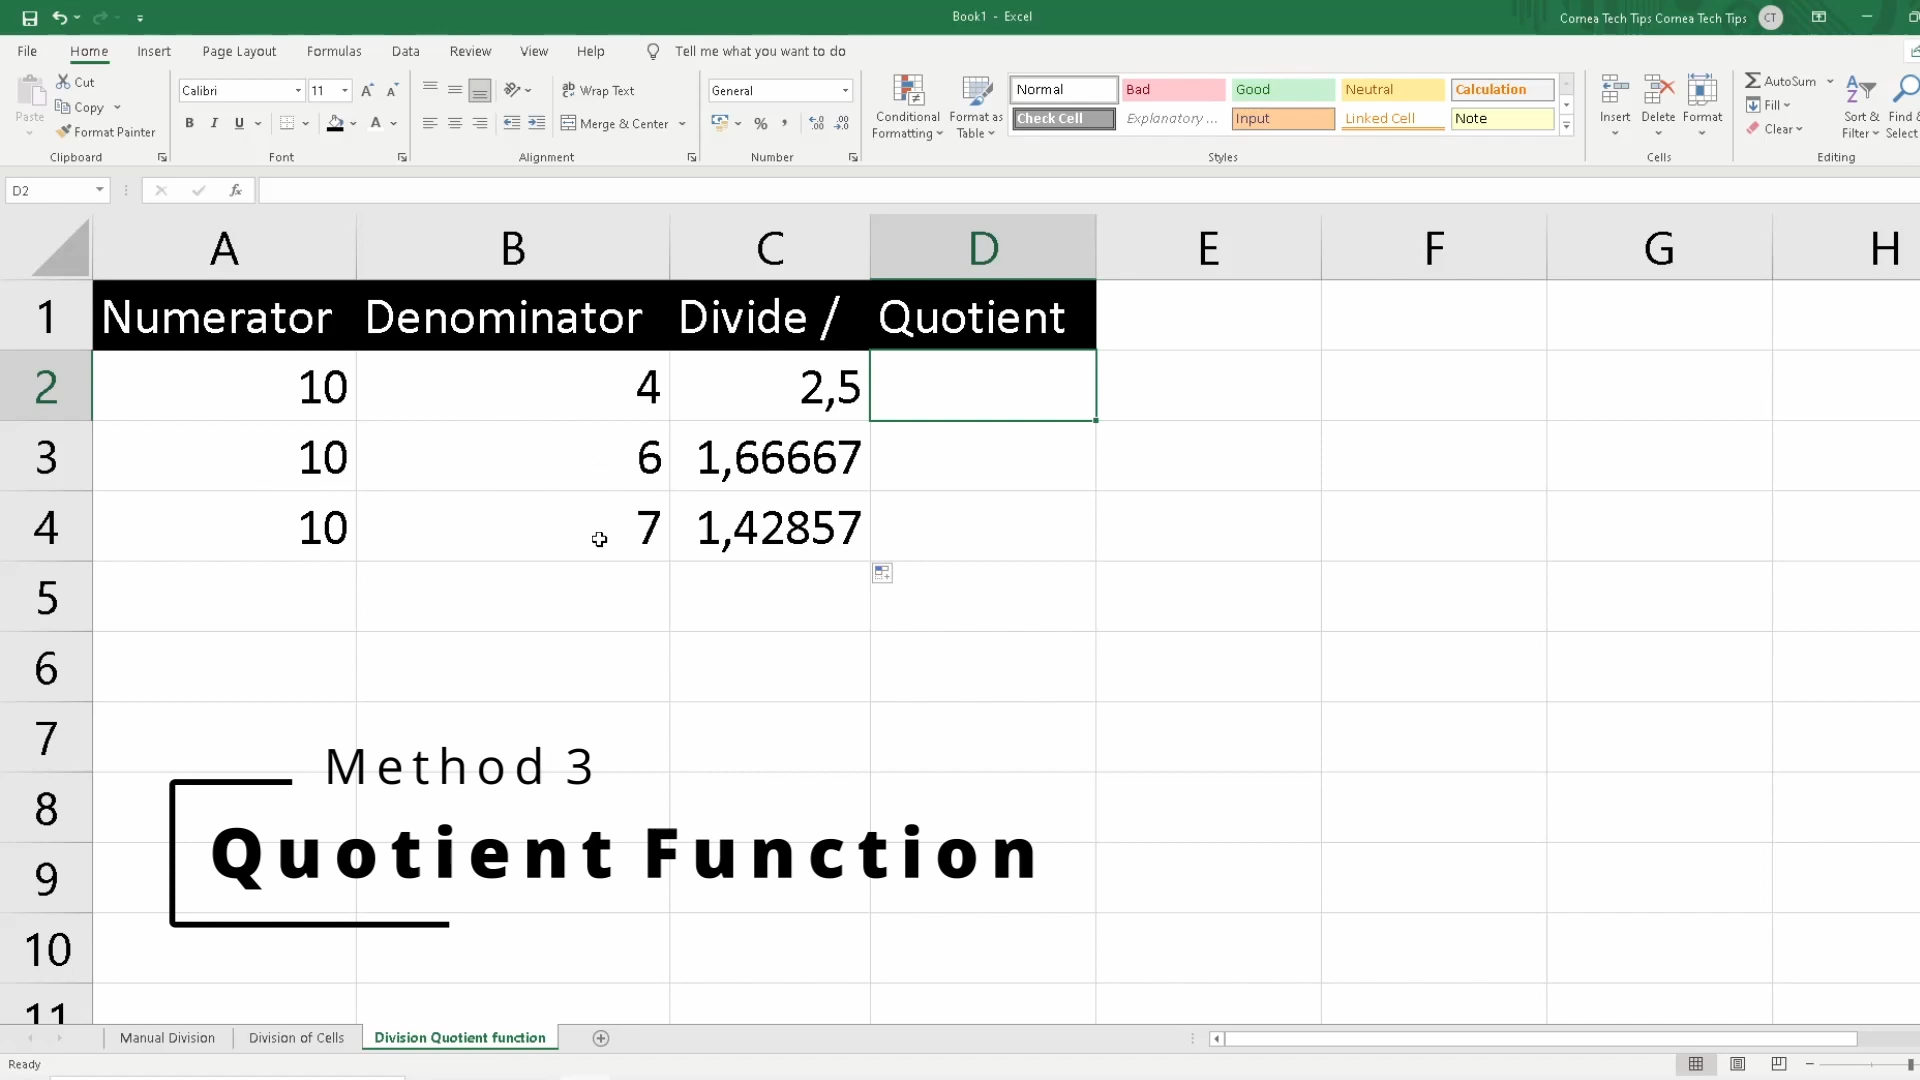 Book1 - Excel
Cornea Tech Tips Cornea Tech Tips CT
File Home Insert Page Layout Formulas Data Review View Help Tell me what you want to do
Paste
Cut
Copy
Format Painter
Clipboard
Calibri 11
B I U
Font
Wrap Text
Merge & Center
Alignment
General
%
Number
Conditional Formatting
Format as Table
Normal Bad Good Neutral Calculation
Check Cell Explanatory ... Input Linked Cell Note
Styles
Insert Delete Format
Cells
AutoSum
Fill
Clear
Sort & Filter
Find & Select
Editing
D2
fx
A B C D E F G H
1 Numerator Denominator Divide / Quotient
2 10 4 2,5
3 10 6 1,66667
4 10 7 1,42857
5
6
7
8
9
10
11
Method 3
Quotient Function
Manual Division Division of Cells Division Quotient function
Ready